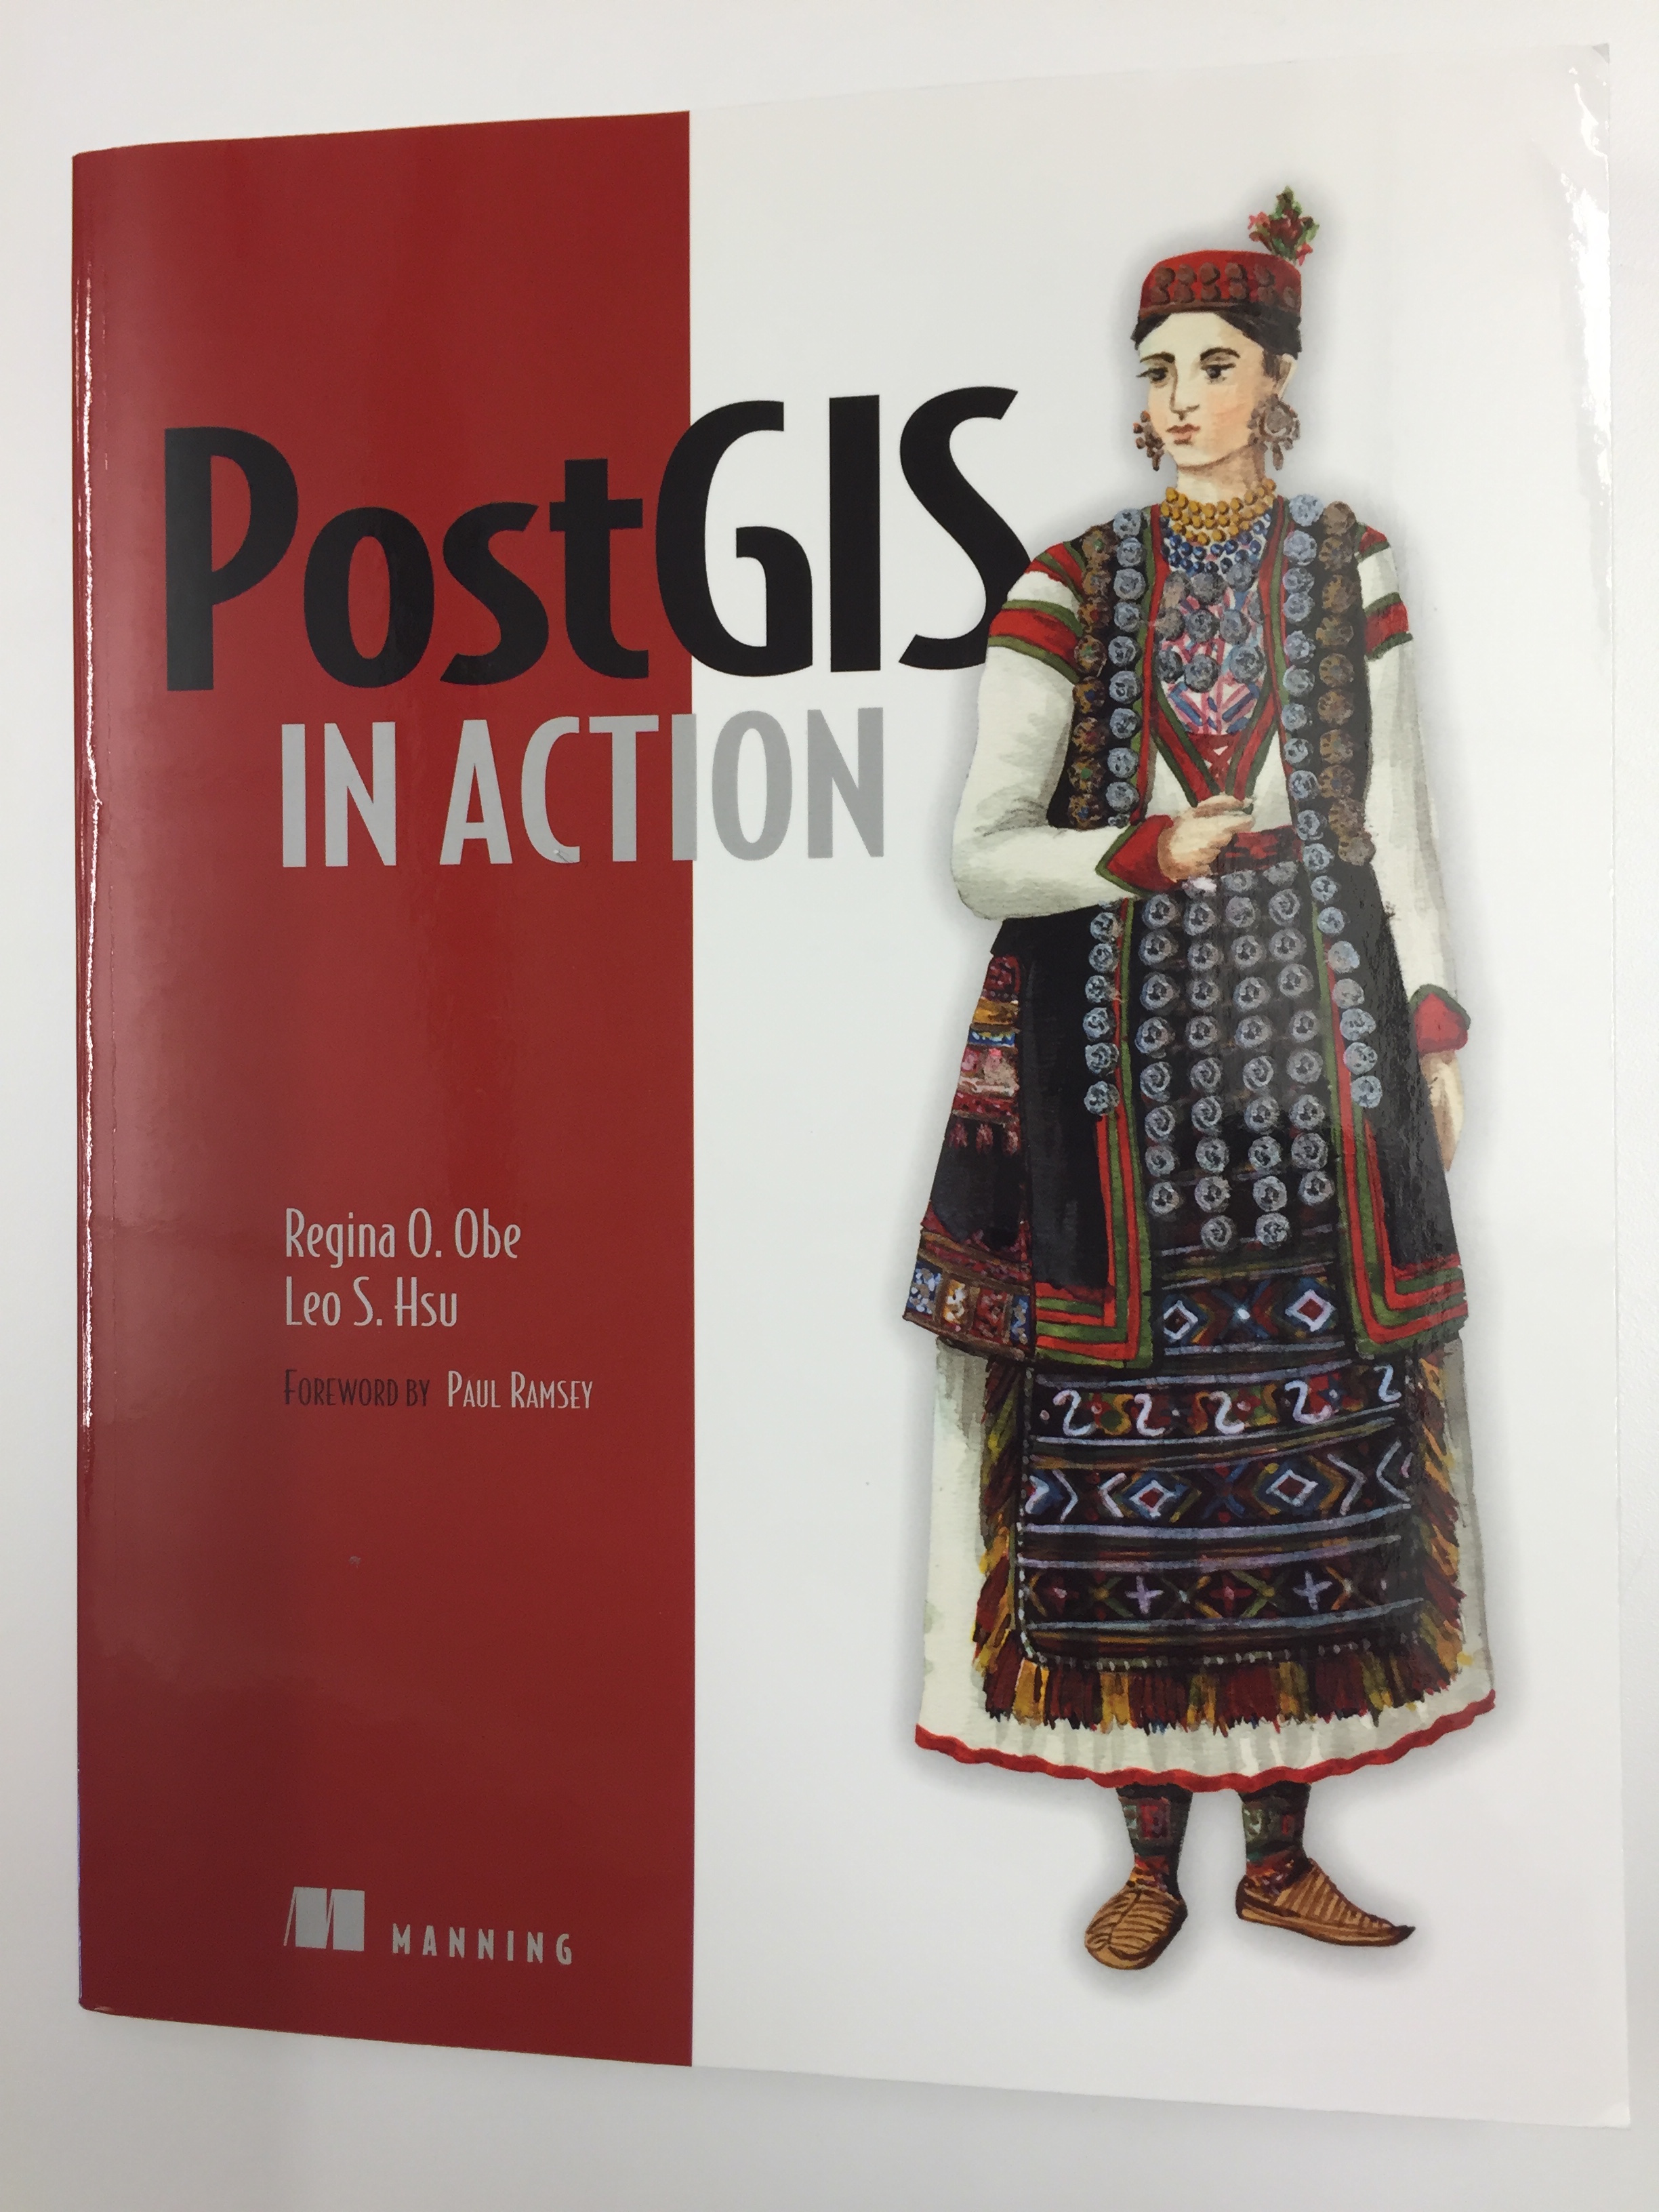 PostGIS
IN ACTION
Regina O. Obe
Leo S. Hsu
FOREWORD BY PAUL RAMSEY
MANNING